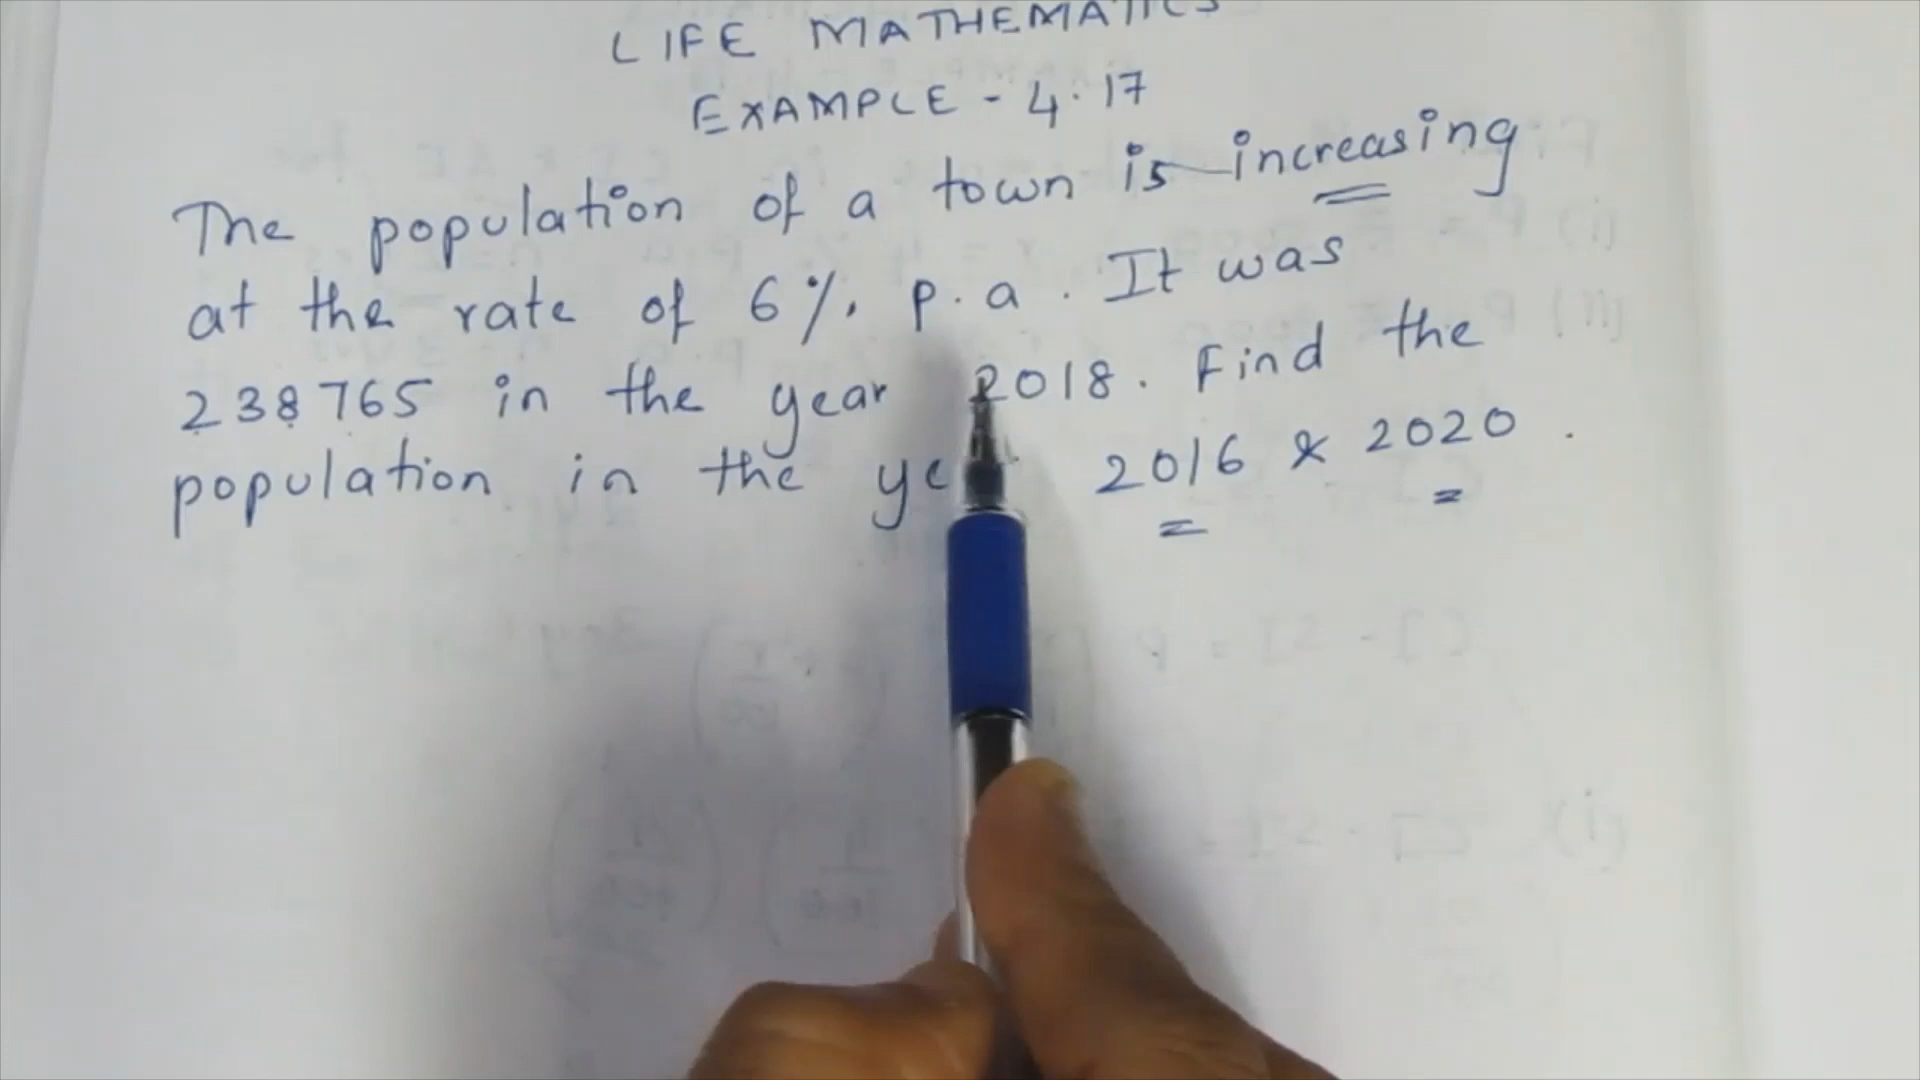 LIFE MATHEMATICS
EXAMPLE - 4.17
The population of a town is increasing
at the rate of 6%. p.a. It was
238765 in the year 2018. Find the
population in the 2016 & 2020.